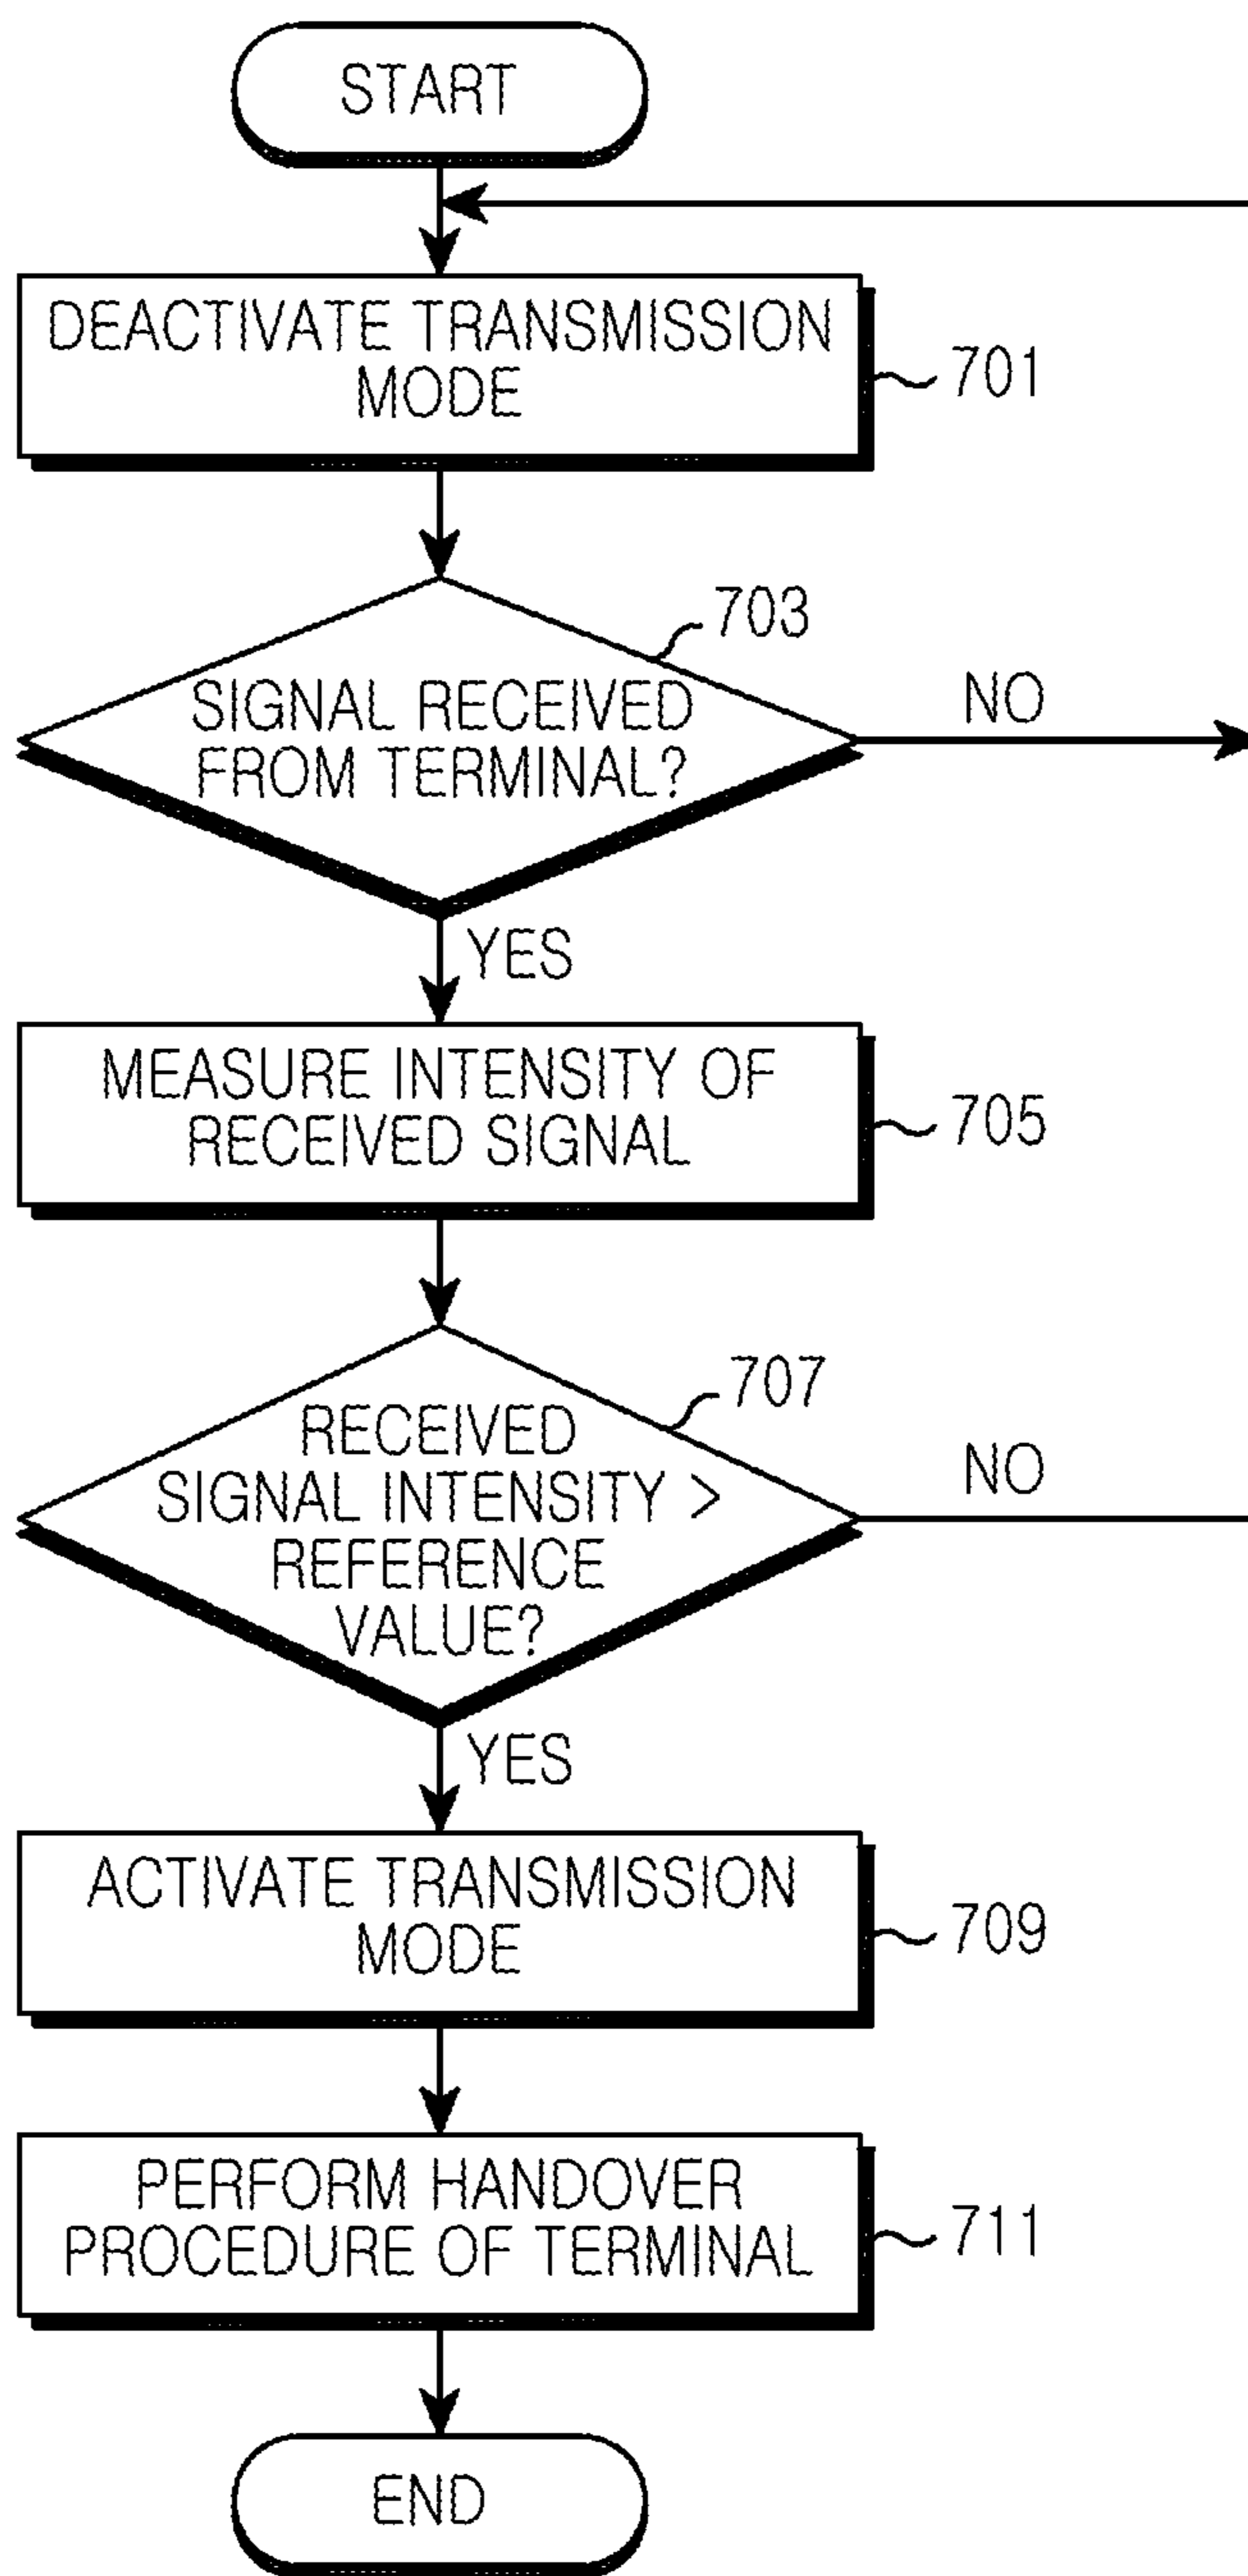 START
DEACTIVATE TRANSMISSION
MODE
701
703
SIGNAL RECEIVED
FROM TERMINAL?
NO
YES
MEASURE INTENSITY OF
RECEIVED SIGNAL
705
707
RECEIVED
SIGNAL INTENSITY >
REFERENCE
VALUE?
NO
YES
ACTIVATE TRANSMISSION
MODE
709
PERFORM HANDOVER
PROCEDURE OF TERMINAL
711
END